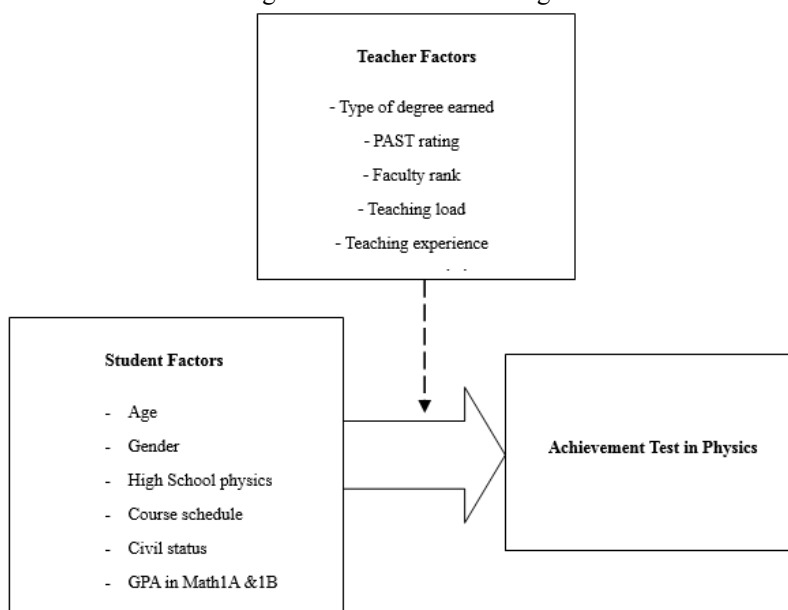 Teacher Factors
- Type of degree earned
- PAST rating
- Faculty rank
- Teaching load
- Teaching experience
Student Factors
- Age
- Gender
- High School physics
- Course schedule
- Civil status
- GPA in Math1A &1B
Achievement Test in Physics